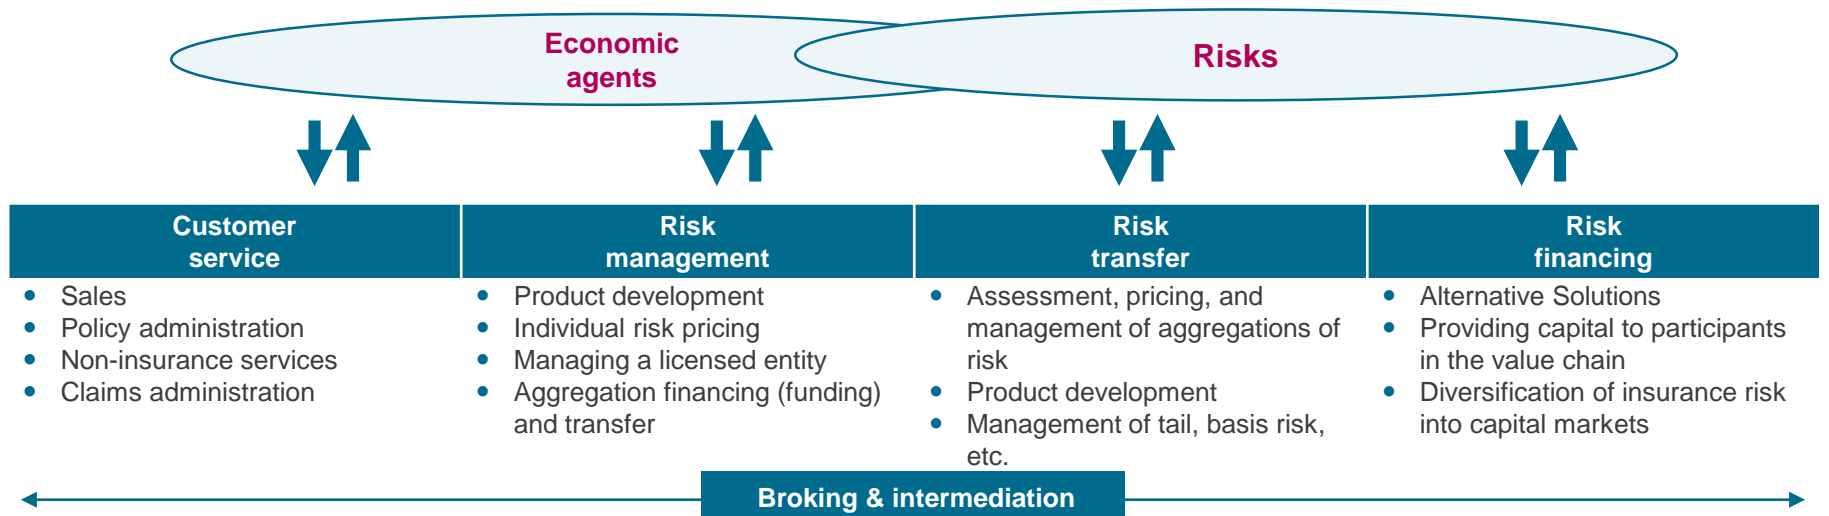 Economic
agents
Risks
Customer
service
Risk
management
Risk
transfer
Risk
financing
• Sales
• Policy administration
• Non-insurance services
• Claims administration
• Product development
• Individual risk pricing
• Managing a licensed entity
• Aggregation financing (funding)
and transfer
• Assessment, pricing, and
management of aggregations of
risk
• Product development
• Management of tail, basis risk,
etc.
• Alternative Solutions
• Providing capital to participants
in the value chain
• Diversification of insurance risk
into capital markets
Broking & intermediation